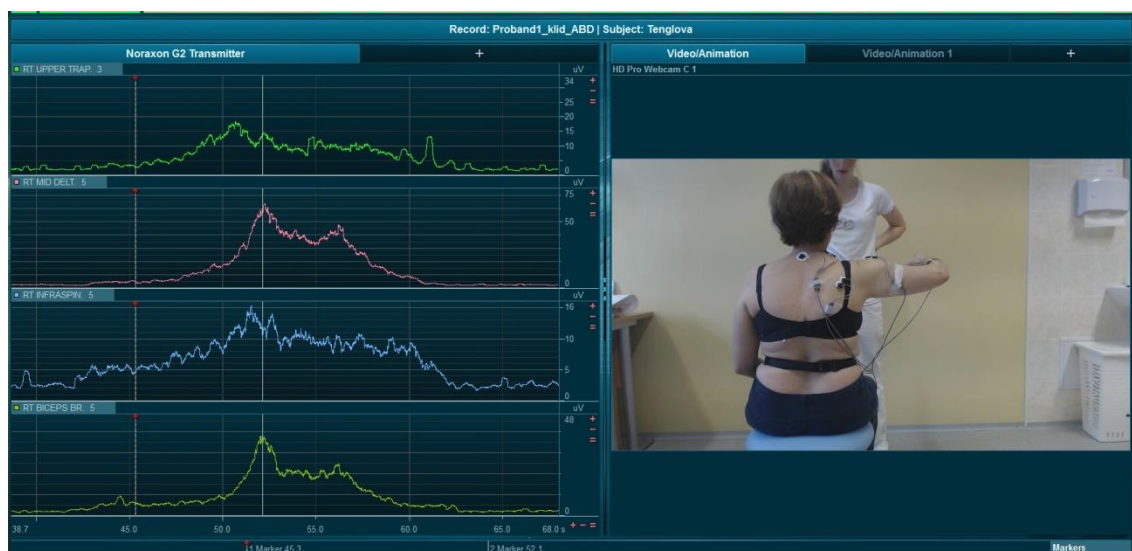 Record: Proband1_klid_ABD | Subject: Tenglova
Noraxon G2 Transmitter
+
Video/Animation
Video/Animation 1
+
RT UPPER TRAP. 3
uV
HD Pro Webcam C 1
34
+
−
25
=
20
15
10
0
RT MID DELT. 5
uV
75
+
−
=
50
0
RT INFRASPIN. 5
uV
16
+
−
=
10
5
0
RT BICEPS BR. 5
uV
48
+
−
=
0
38.7 45.0 50.0 55.0 60.0 65.0 68.0 s + − =
1 Marker 45.3
2 Marker 52.1
Markers